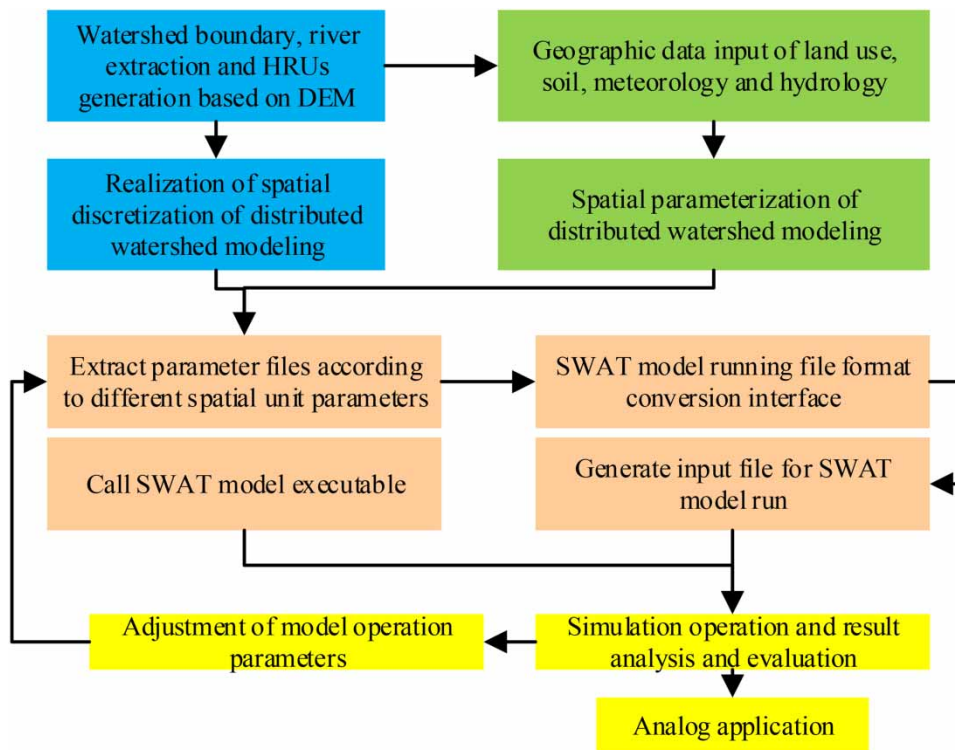 Watershed boundary, river
extraction and HRUs
generation based on DEM
Geographic data input of land use,
soil, meteorology and hydrology
Realization of spatial
discretization of distributed
watershed modeling
Spatial parameterization of
distributed watershed modeling
Extract parameter files according
to different spatial unit parameters
SWAT model running file format
conversion interface
Call SWAT model executable
Generate input file for SWAT
model run
Adjustment of model operation
parameters
Simulation operation and result
analysis and evaluation
Analog application